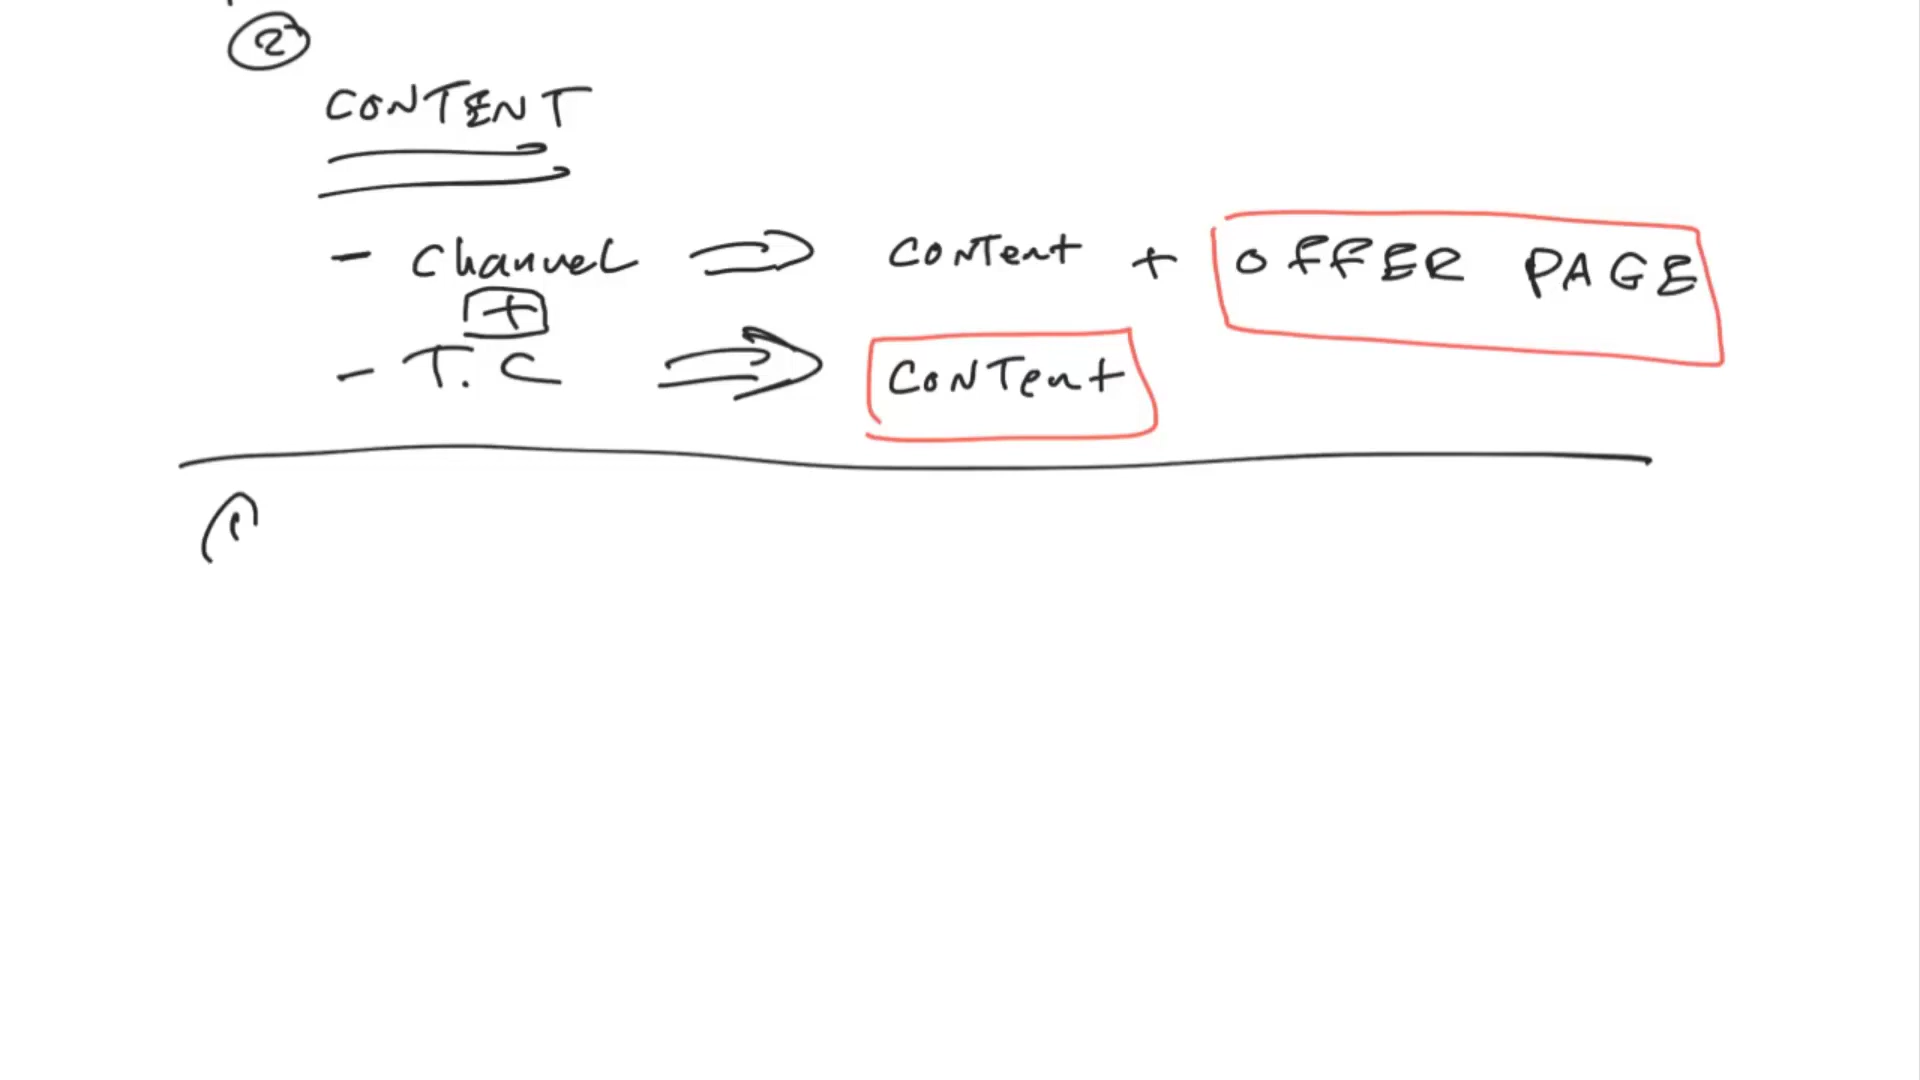 2
CONTENT
- Channel ⇒ Content + OFFER PAGE
+
- T.C ⇒ Content